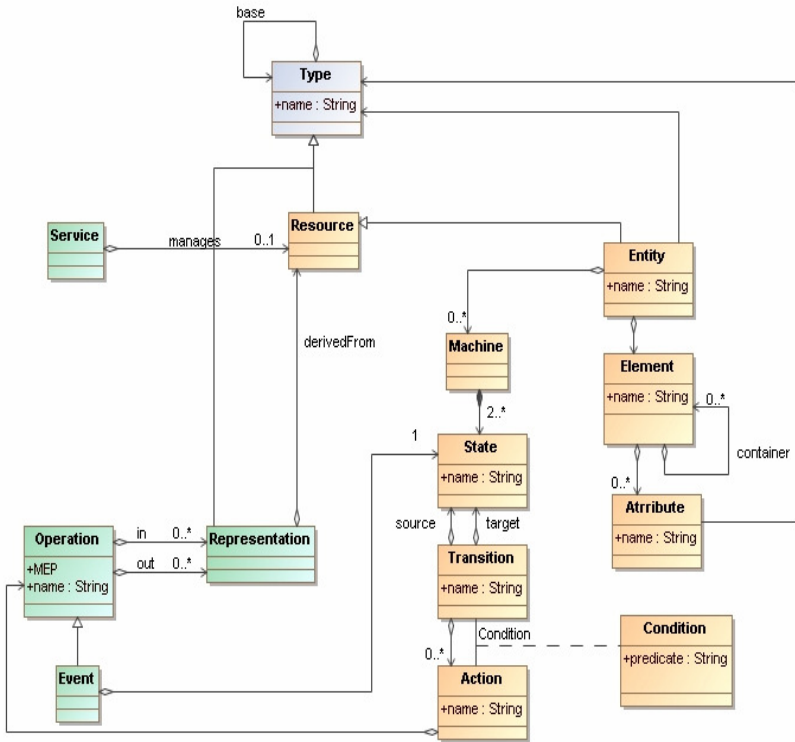 base
Type
+name : String
Service
manages
0..1
Resource
Entity
+name : String
0..*
derivedFrom
Machine
Element
+name : String
0..*
2..*
container
1
State
+name : String
0..*
Atrribute
+name : String
source
target
Operation
+MEP
+name : String
in
0..*
out
0..*
Representation
Transition
+name : String
Condition
0..*
Condition
+predicate : String
Event
Action
+name : String